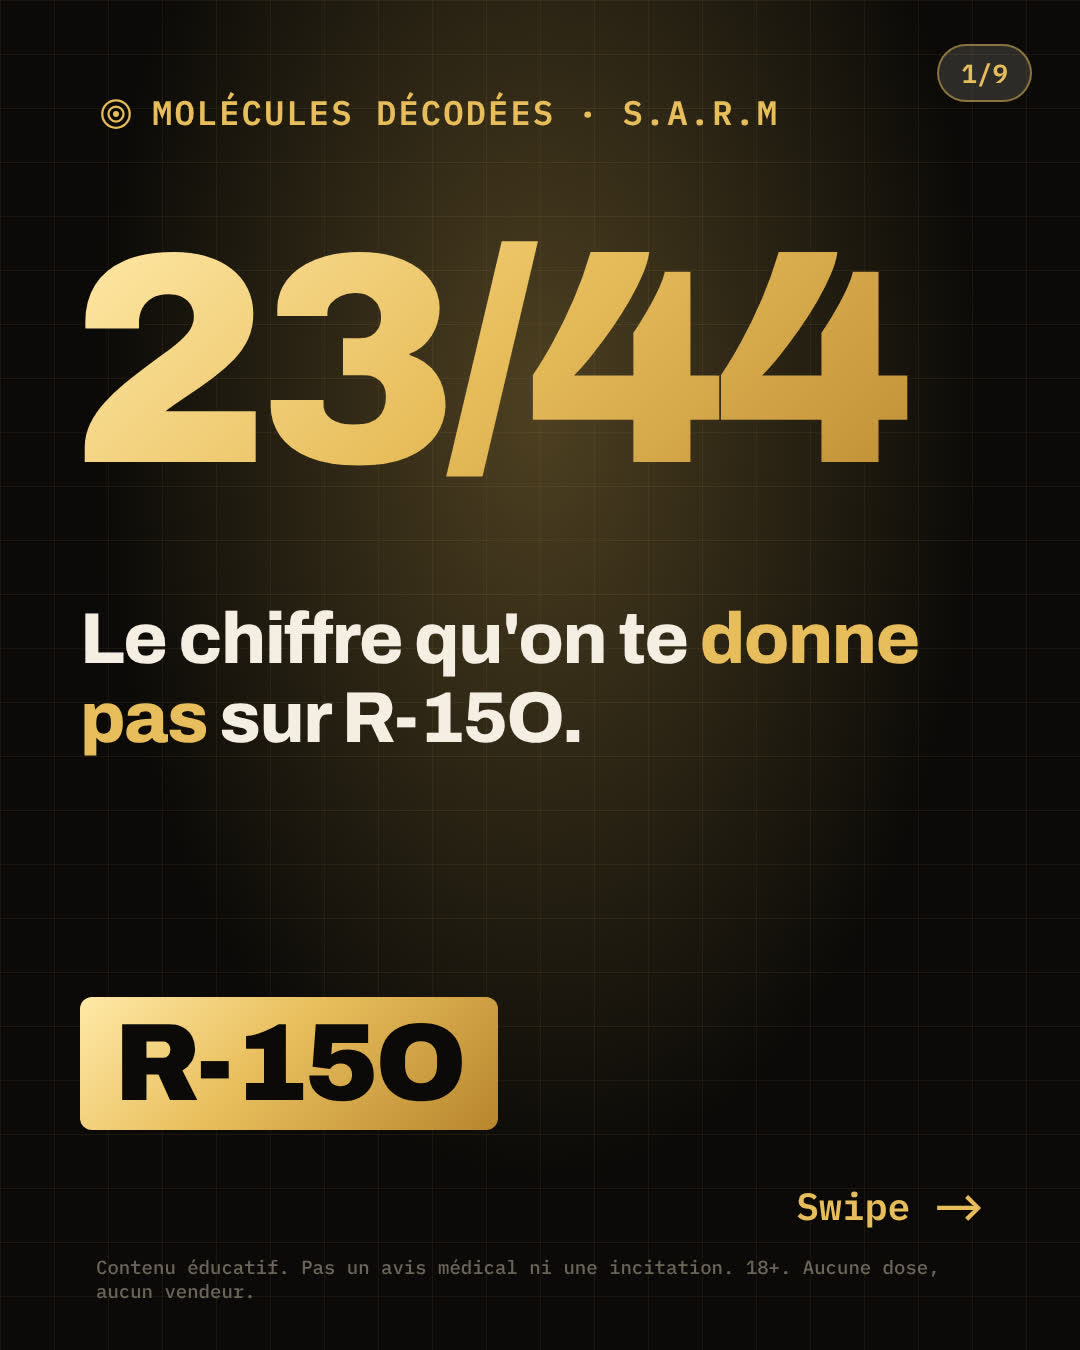 1/9
MOLÉCULES DÉCODÉES · S.A.R.M
23/44
Le chiffre qu'on te donne
pas sur R-15O.
R-15O
Swipe →
Contenu éducatif. Pas un avis médical ni une incitation. 18+. Aucune dose,
aucun vendeur.